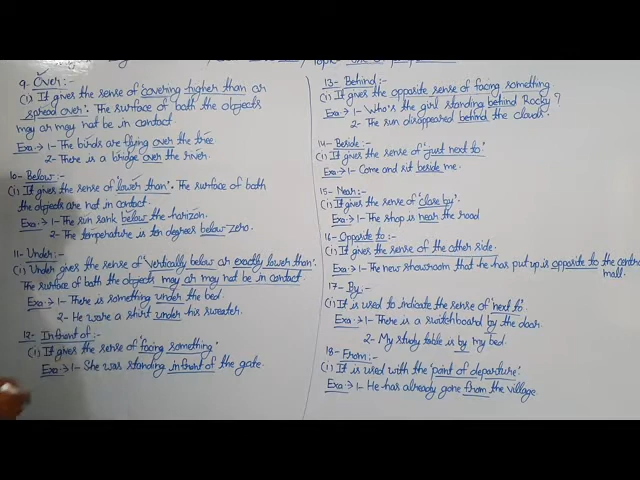 9- Over:-
(i) It gives the sense of 'covering higher than or
spread over'. The surface of both the objects
may or may not be in contact.
Exa.→ 1- The birds are flying over the tree.
2- There is a bridge over the river.
10- Below:-
(i) It gives the sense of 'lower than'. The surface of both
the objects are not in contact.
Exa→ 1- The sun sank below the horizon.
2- The temperature is ten degrees below-zero.
11- Under:-
(i) Under gives the sense of 'vertically below or exactly lower than'.
The surface of both the objects may or may not be in contact.
Exa→ 1- There is something under the bed.
2- He wore a shirt under his sweater.
12- Infront of:-
(i) It gives the sense of 'facing something'
Exa→ 1- She was standing infront of the gate.
13- Behind:-
(i) It gives the opposite sense of facing something
Exa→ 1- Who's the girl standing behind Rocky?
2- The sun disappeared behind the clouds.
14- Beside:-
(i) It gives the sense of 'just next to'
Exa→ 1- Come and sit beside me.
15- Near:-
(i) It gives the sense of 'close by'.
Exa→ 1- The shop is near the road
16- Opposite to:-
(i) It gives the sense of the other side.
Exa→ 1- The new showroom that he has put up is opposite to the central
mall.
17- By:-
(i) It is used to indicate the sense of 'next to'.
Exa→ 1- There is a switchboard by the door.
2- My study table is by my bed.
18- From:-
(i) It is used with the 'point of departure'.
Exa→ 1- He has already gone from the village.